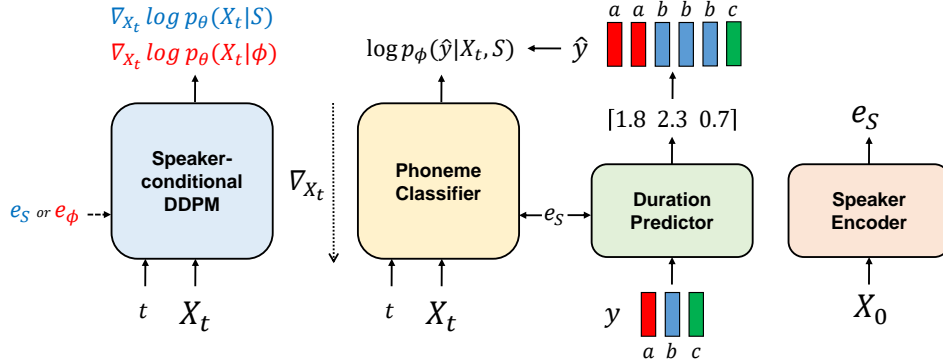 ∇_{X_t} log p_θ(X_t|S)
∇_{X_t} log p_θ(X_t|ϕ)
Speaker-
conditional
DDPM
e_S or e_ϕ
t X_t
∇_{X_t}
log p_ϕ(ŷ|X_t, S)
Phoneme
Classifier
t X_t
e_S
a a b b b c
ŷ
⌈1.8 2.3 0.7⌉
Duration
Predictor
y
a b c
e_S
Speaker
Encoder
X_0